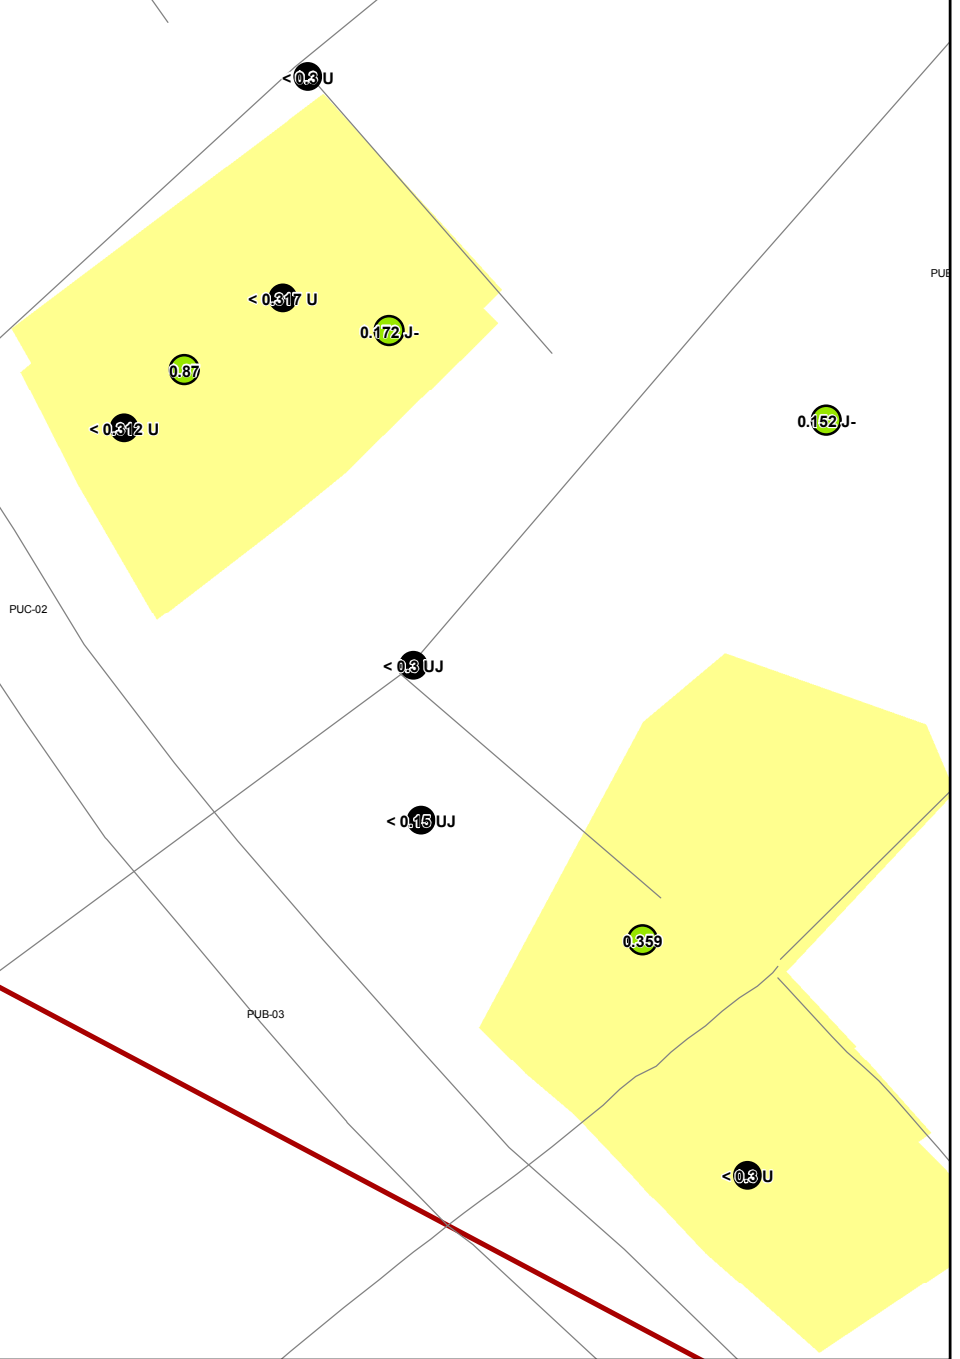 < 0.3 U
PUE
< 0.317 U
0.172 J-
0.87
< 0.312 U
0.152 J-
PUC-02
< 0.3 UJ
< 0.15 UJ
0.359
PUB-03
< 0.3 U